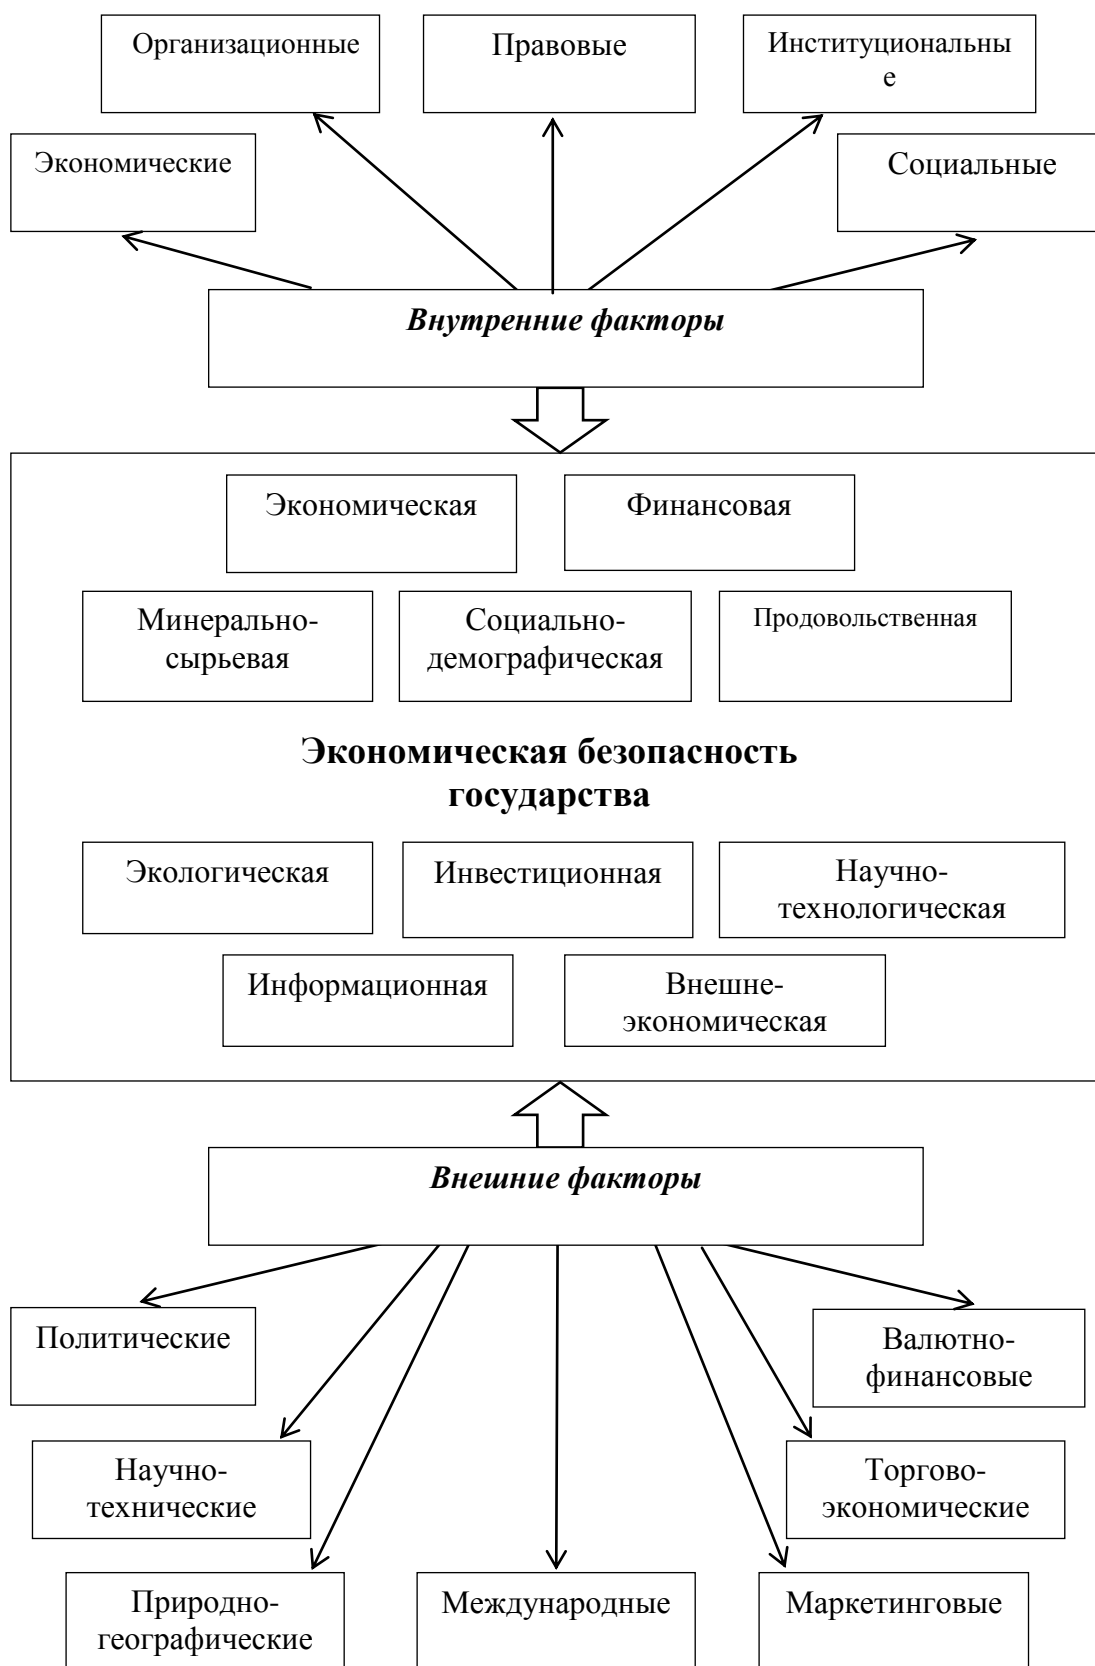 Организационные
Правовые
Институциональны
е
Экономические
Социальные
Внутренние факторы
Экономическая
Финансовая
Минерально-
сырьевая
Социально-
демографическая
Продовольственная
Экономическая безопасность
государства
Экологическая
Инвестиционная
Научно-
технологическая
Информационная
Внешне-
экономическая
Внешние факторы
Политические
Валютно-
финансовые
Научно-
технические
Торгово-
экономические
Природно-
географические
Международные
Маркетинговые